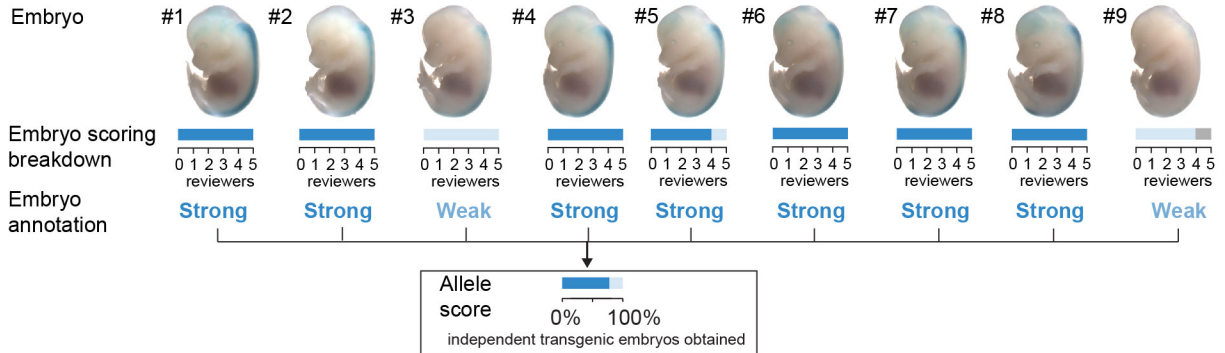 Embryo #1 #2 #3 #4 #5 #6 #7 #8 #9
Embryo scoring
breakdown
0 1 2 3 4 5 0 1 2 3 4 5 0 1 2 3 4 5 0 1 2 3 4 5 0 1 2 3 4 5 0 1 2 3 4 5 0 1 2 3 4 5 0 1 2 3 4 5 0 1 2 3 4 5
reviewers reviewers reviewers reviewers reviewers reviewers reviewers reviewers reviewers
Embryo
annotation
Strong Strong Weak Strong Strong Strong Strong Strong Weak
Allele
score
0% 100%
independent transgenic embryos obtained